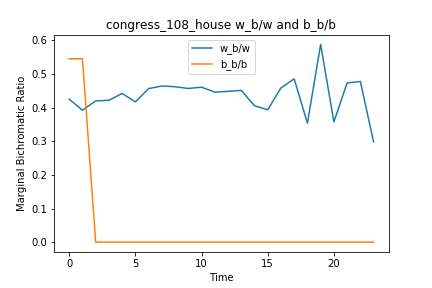 congress_108_house w_b/w and b_b/b
w_b/w
b_b/b
Marginal Bichromatic Ratio
0.6
0.5
0.4
0.3
0.2
0.1
0.0
0 5 10 15 20
Time